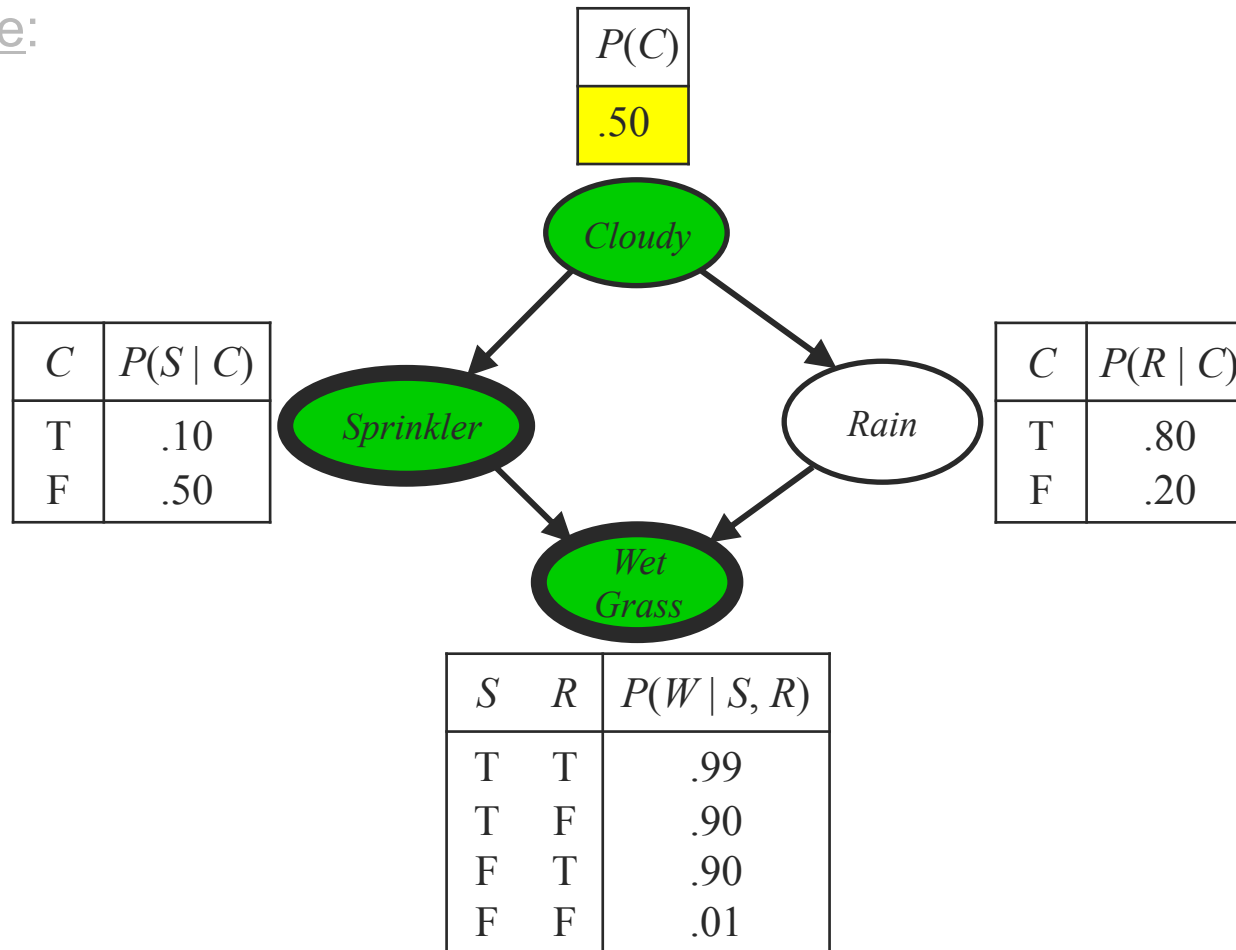 e:
P(C)
.50
Cloudy
C P(S | C)
T .10
F .50
Sprinkler
Rain
C P(R | C)
T .80
F .20
Wet
Grass
S R P(W | S, R)
T T .99
T F .90
F T .90
F F .01